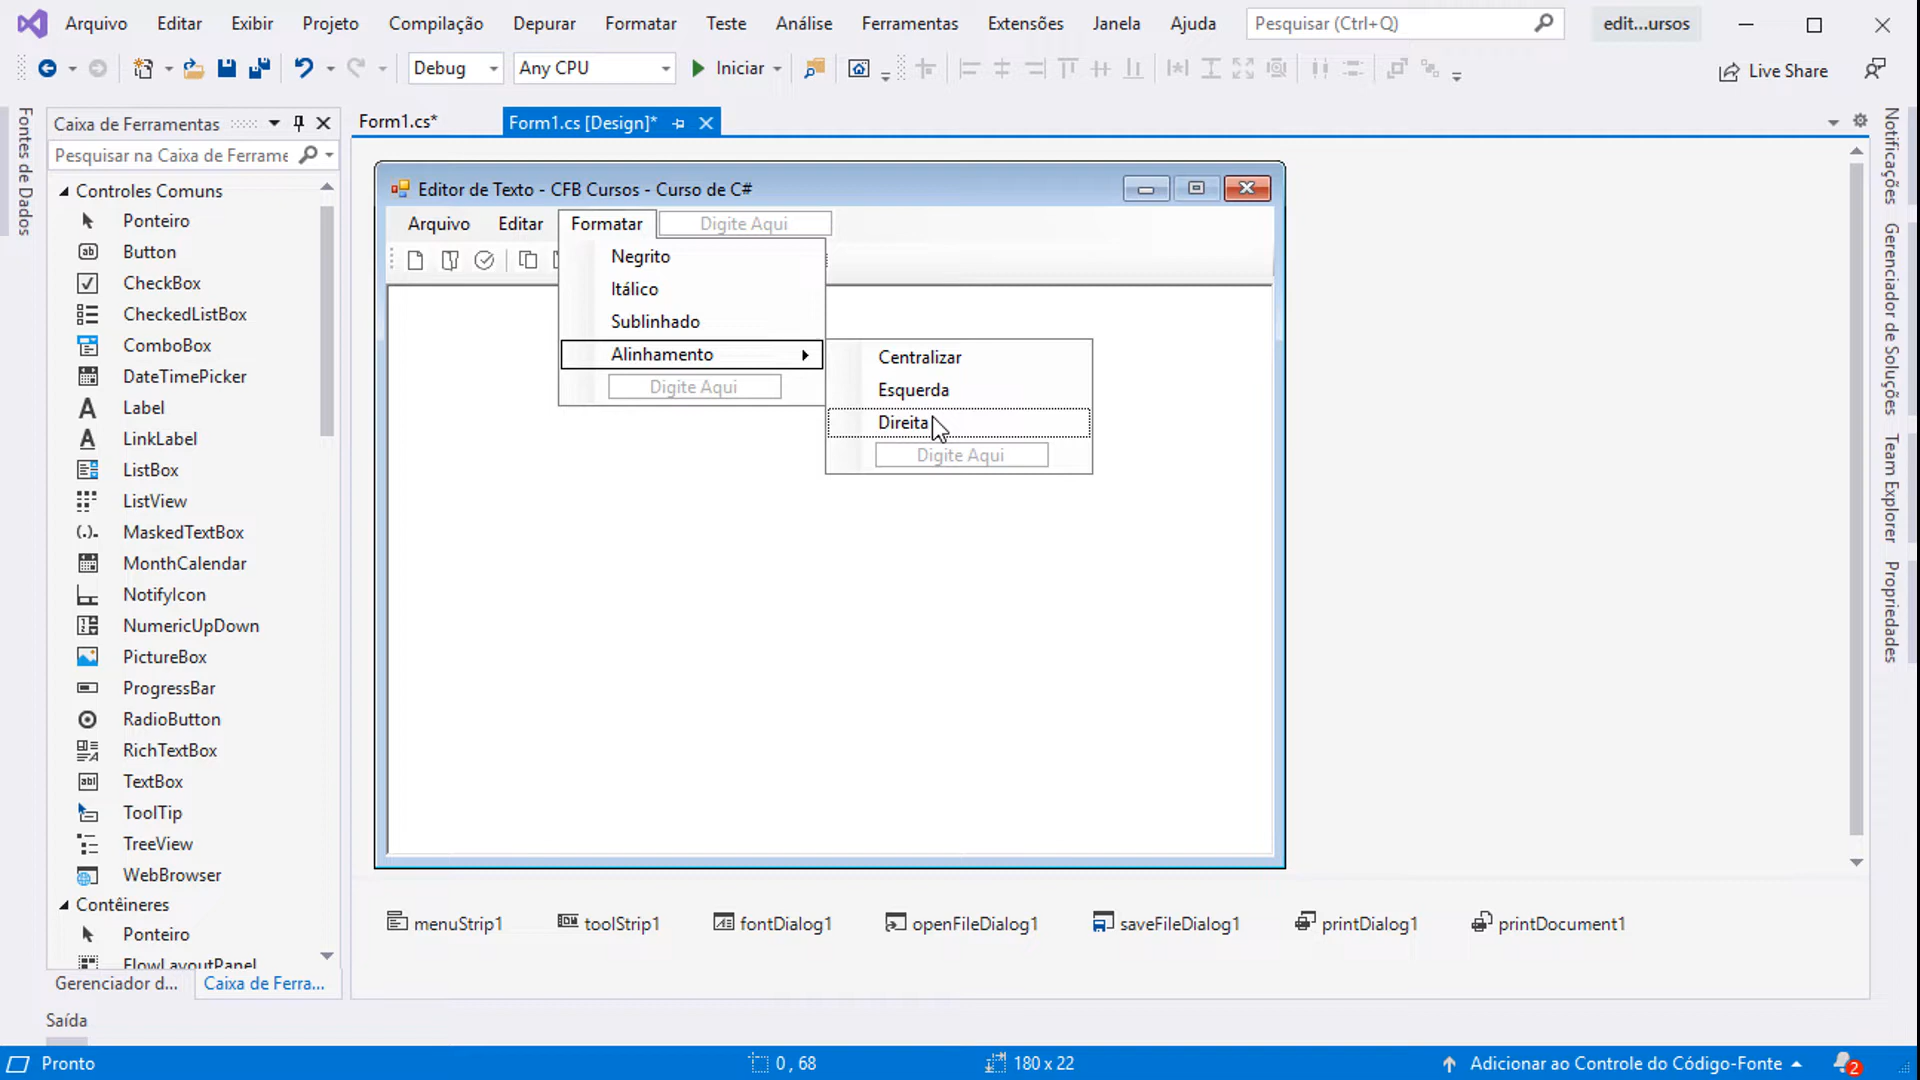 Arquivo Editar Exibir Projeto Compilação Depurar Formatar Teste Análise Ferramentas Extensões Janela Ajuda Pesquisar (Ctrl+Q) edit...ursos
Debug Any CPU Iniciar Live Share
Fontes de Dados
Caixa de Ferramentas
Pesquisar na Caixa de Ferrame
Controles Comuns
Ponteiro
Button
CheckBox
CheckedListBox
ComboBox
DateTimePicker
Label
LinkLabel
ListBox
ListView
MaskedTextBox
MonthCalendar
NotifyIcon
NumericUpDown
PictureBox
ProgressBar
RadioButton
RichTextBox
TextBox
ToolTip
TreeView
WebBrowser
Contêineres
Ponteiro
FlowLayoutPanel
Gerenciador d... Caixa de Ferra...
Form1.cs* Form1.cs [Design]*
Editor de Texto - CFB Cursos - Curso de C#
Arquivo Editar Formatar Digite Aqui
Negrito
Itálico
Sublinhado
Alinhamento
Digite Aqui
Centralizar
Esquerda
Direita
Digite Aqui
menuStrip1 toolStrip1 fontDialog1 openFileDialog1 saveFileDialog1 printDialog1 printDocument1
Notificações
Gerenciador de Soluções
Team Explorer
Propriedades
Saída
Pronto 0 , 68 180 x 22 Adicionar ao Controle do Código-Fonte 2